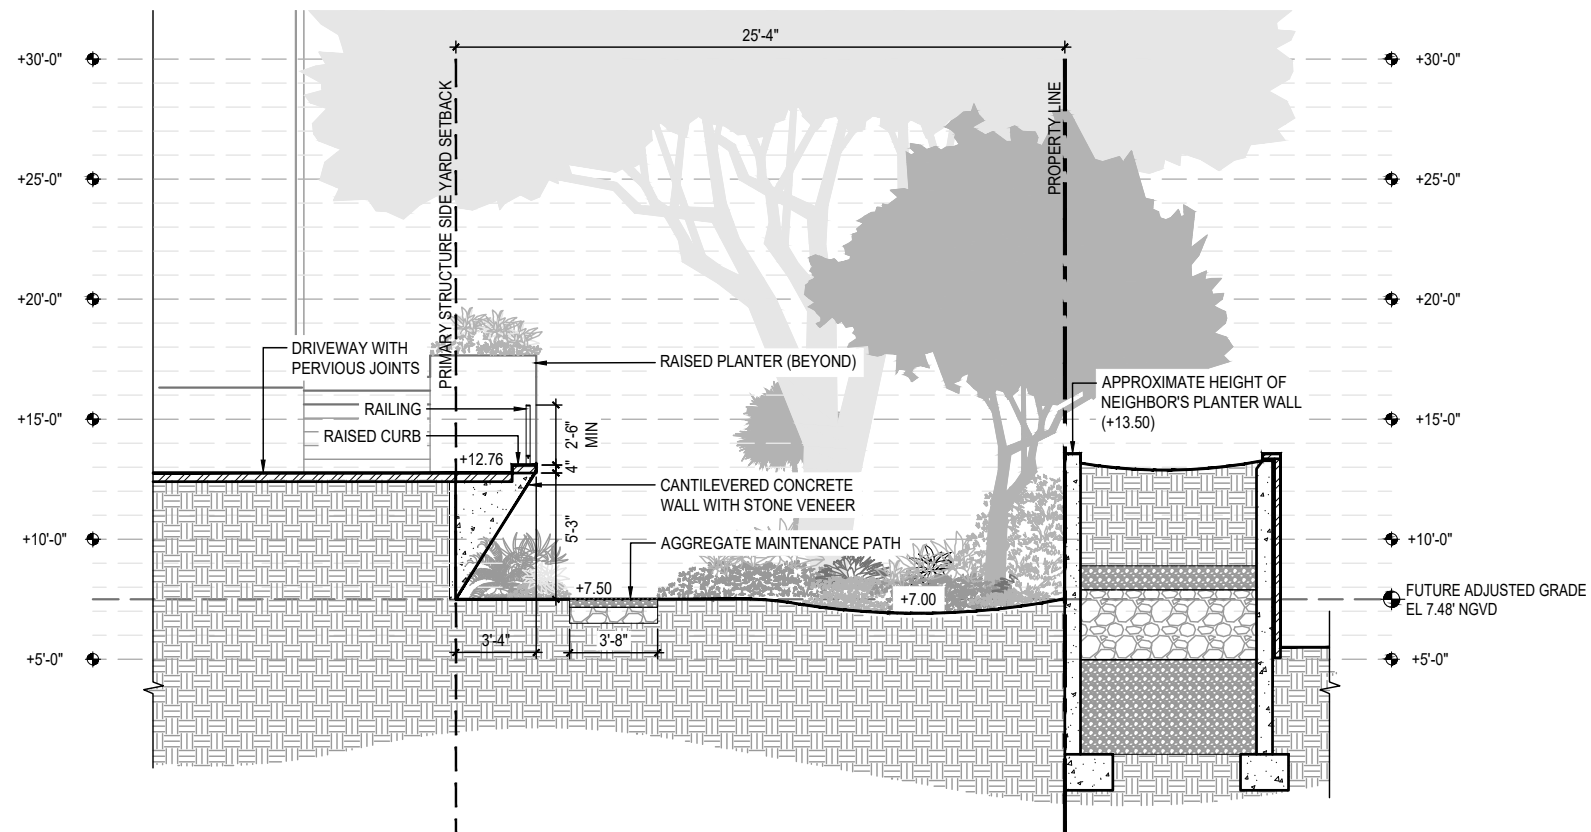 25'-4"
+30'-0"
+30'-0"
PRIMARY STRUCTURE SIDE YARD SETBACK
PROPERTY LINE
+25'-0"
+25'-0"
+20'-0"
+20'-0"
DRIVEWAY WITH
PERVIOUS JOINTS
RAISED PLANTER (BEYOND)
APPROXIMATE HEIGHT OF
NEIGHBOR'S PLANTER WALL
(+13.50)
+15'-0"
RAILING
2'-6"
MIN
+15'-0"
RAISED CURB
+12.76
4"
CANTILEVERED CONCRETE
WALL WITH STONE VENEER
5'-3"
+10'-0"
AGGREGATE MAINTENANCE PATH
+10'-0"
+7.50
+7.00
FUTURE ADJUSTED GRADE
EL 7.48' NGVD
3'-4"
3'-8"
+5'-0"
+5'-0"